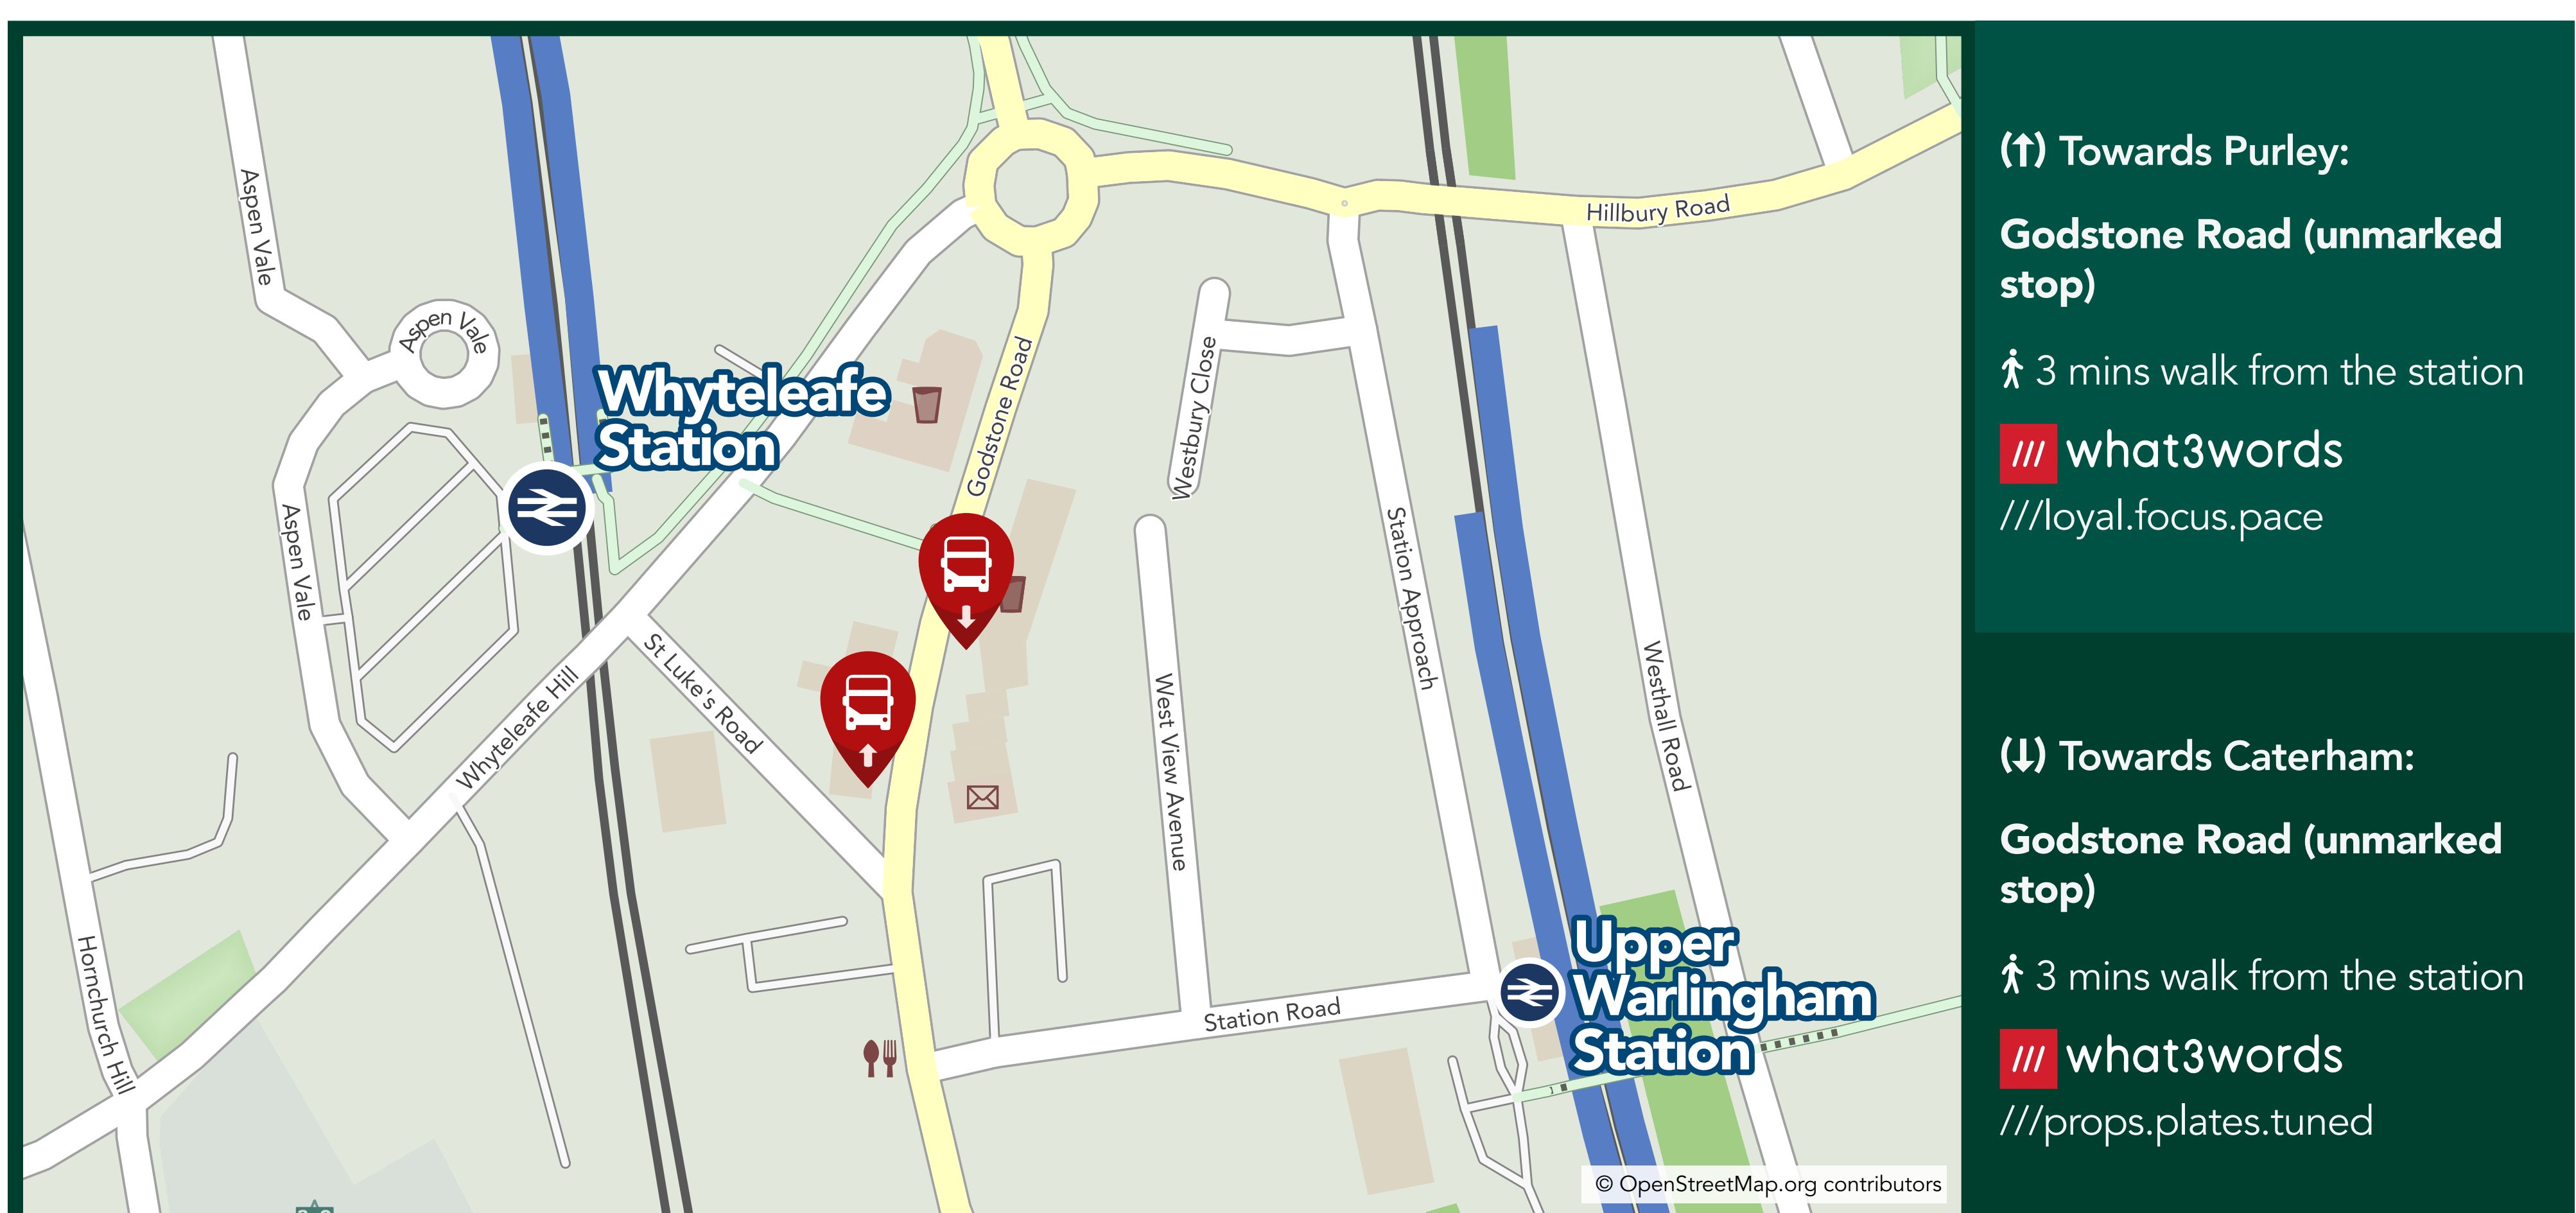 Aspen Vale
Aspen Vale
Aspen Vale
Whyteleafe
Station
Godstone Road
Hillbury Road
Westbury Close
Station Approach
Westhall Road
St Luke's Road
Whyteleafe Hill
West View Avenue
Hornchurch Hill
Station Road
Upper
Warlingham
Station
© OpenStreetMap.org contributors
(↑) Towards Purley:
Godstone Road (unmarked
stop)
3 mins walk from the station
/// what3words
///loyal.focus.pace
(↓) Towards Caterham:
Godstone Road (unmarked
stop)
3 mins walk from the station
/// what3words
///props.plates.tuned